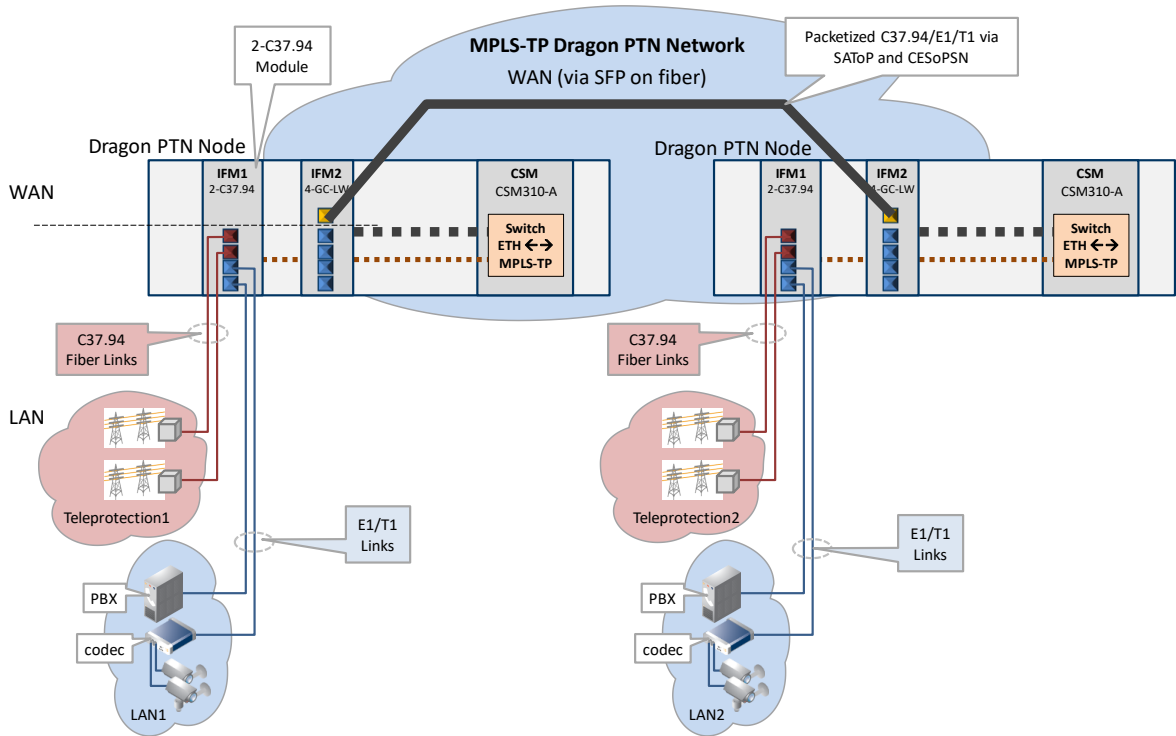 2-C37.94
Module
MPLS-TP Dragon PTN Network
WAN (via SFP on fiber)
Packetized C37.94/E1/T1 via
SAToP and CESoPSN
Dragon PTN Node
Dragon PTN Node
WAN
IFM1
2-C37.94
IFM2
4-GC-LW
CSM
CSM310-A
Switch
ETH
MPLS-TP
IFM1
2-C37.94
IFM2
4-GC-LW
CSM
CSM310-A
Switch
ETH
MPLS-TP
C37.94
Fiber Links
C37.94
Fiber Links
LAN
Teleprotection1
Teleprotection2
E1/T1
Links
E1/T1
Links
PBX
codec
LAN1
PBX
codec
LAN2